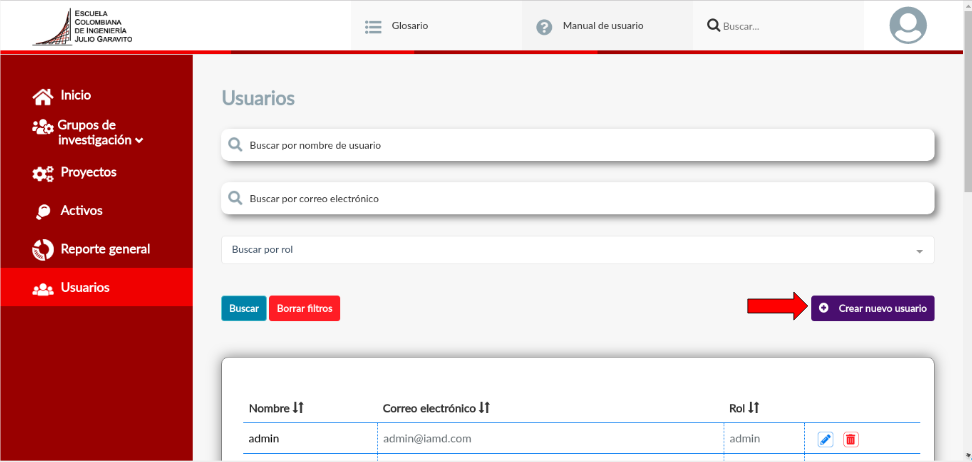 ESCUELA
COLOMBIANA
DE INGENIERÍA
JULIO GARAVITO
Glosario
Manual de usuario
Buscar...
Inicio
Grupos de
investigación
Proyectos
Activos
Reporte general
Usuarios
Usuarios
Buscar por nombre de usuario
Buscar por correo electrónico
Buscar por rol
Buscar Borrar filtros
Crear nuevo usuario
Nombre Correo electrónico Rol
admin admin@iamd.com admin